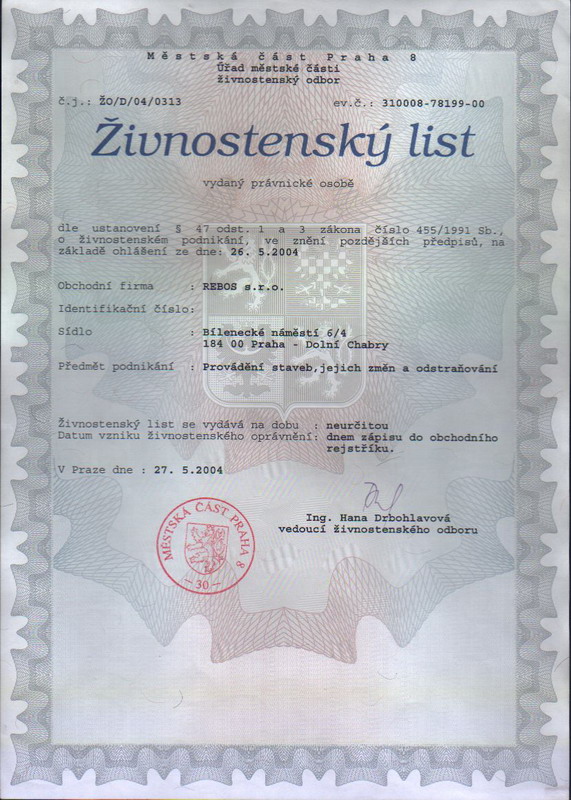 Městská část Praha 8
Úřad městské části
živnostenský odbor
č.j.: ŽO/D/04/0313 ev.č.: 310008-78199-00
Živnostenský list
vydaný právnické osobě
dle ustanovení § 47 odst. 1 a 3 zákona číslo 455/1991 Sb.,
o živnostenském podnikání, ve znění pozdějších předpisů, na
základě ohlášení ze dne: 26. 5.2004
Obchodní firma : REBOS s.r.o.
Identifikační číslo:
Sídlo : Bílenecké náměstí 6/4
184 00 Praha - Dolní Chabry
Předmět podnikání : Provádění staveb,jejich změn a odstraňování
Živnostenský list se vydává na dobu : neurčitou
Datum vzniku živnostenského oprávnění: dnem zápisu do obchodního
rejstříku.
V Praze dne : 27. 5.2004
Ing. Hana Drbohlavová
vedoucí živnostenského odboru
MĚSTSKÁ ČÁST PRAHA 8
- 30 -